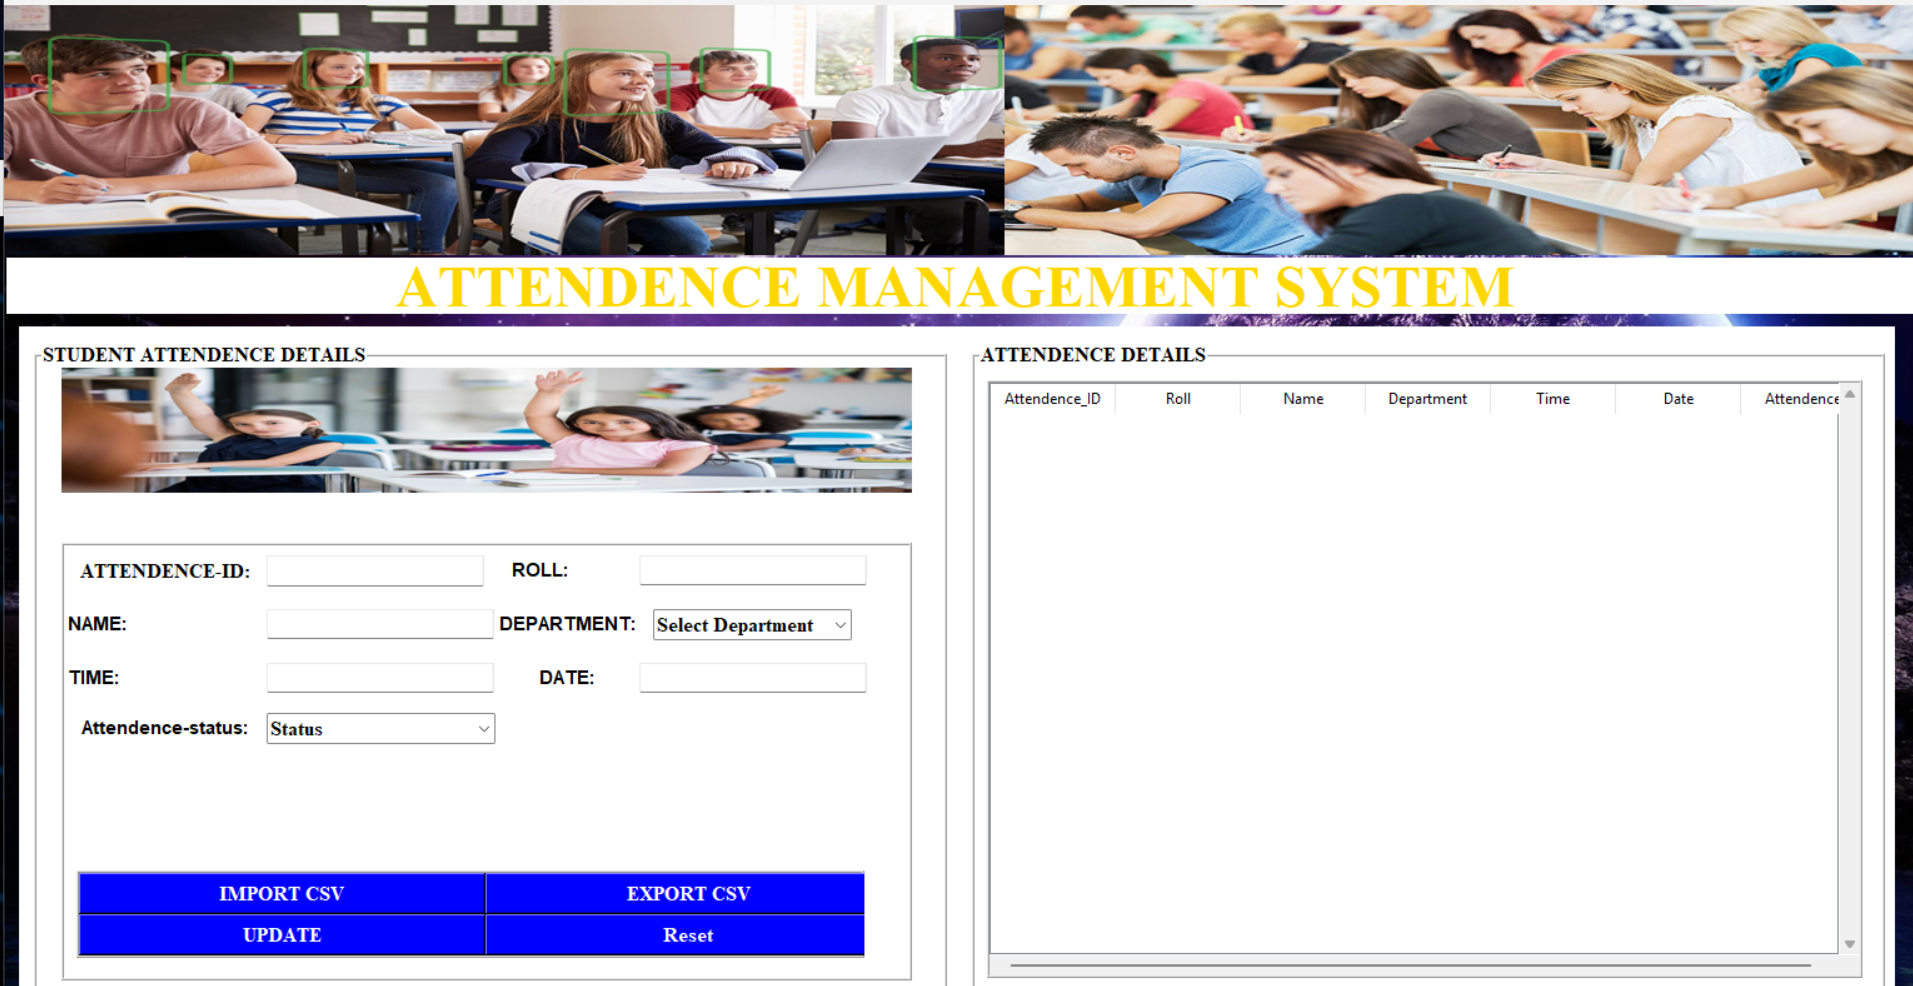 ATTENDENCE MANAGEMENT SYSTEM
STUDENT ATTENDENCE DETAILS
ATTENDENCE-ID:
ROLL:
NAME:
DEPARTMENT: Select Department
TIME:
DATE:
Attendence-status: Status
IMPORT CSV
EXPORT CSV
UPDATE
Reset
ATTENDENCE DETAILS
Attendence_ID Roll Name Department Time Date Attendence